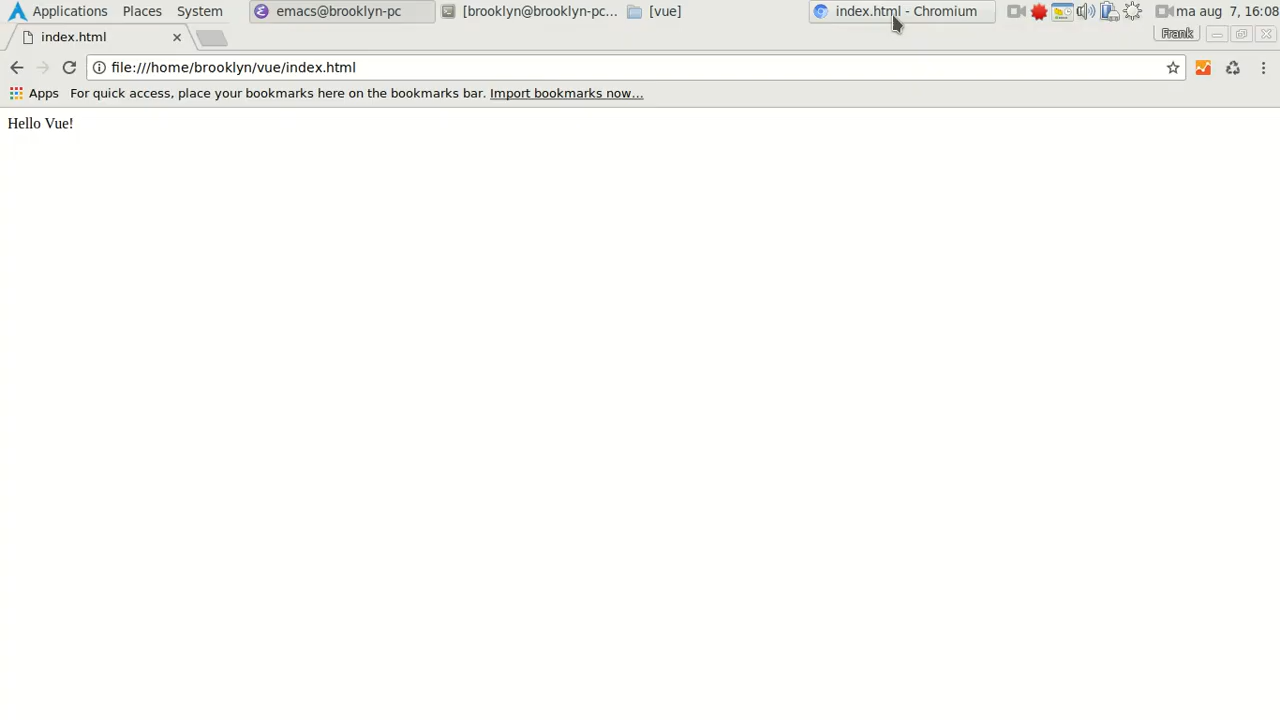 Applications Places System emacs@brooklyn-pc [brooklyn@brooklyn-pc... [vue] index.html - Chromium ma aug 7, 16:08
index.html Frank
file:///home/brooklyn/vue/index.html
Apps For quick access, place your bookmarks here on the bookmarks bar. Import bookmarks now...
Hello Vue!